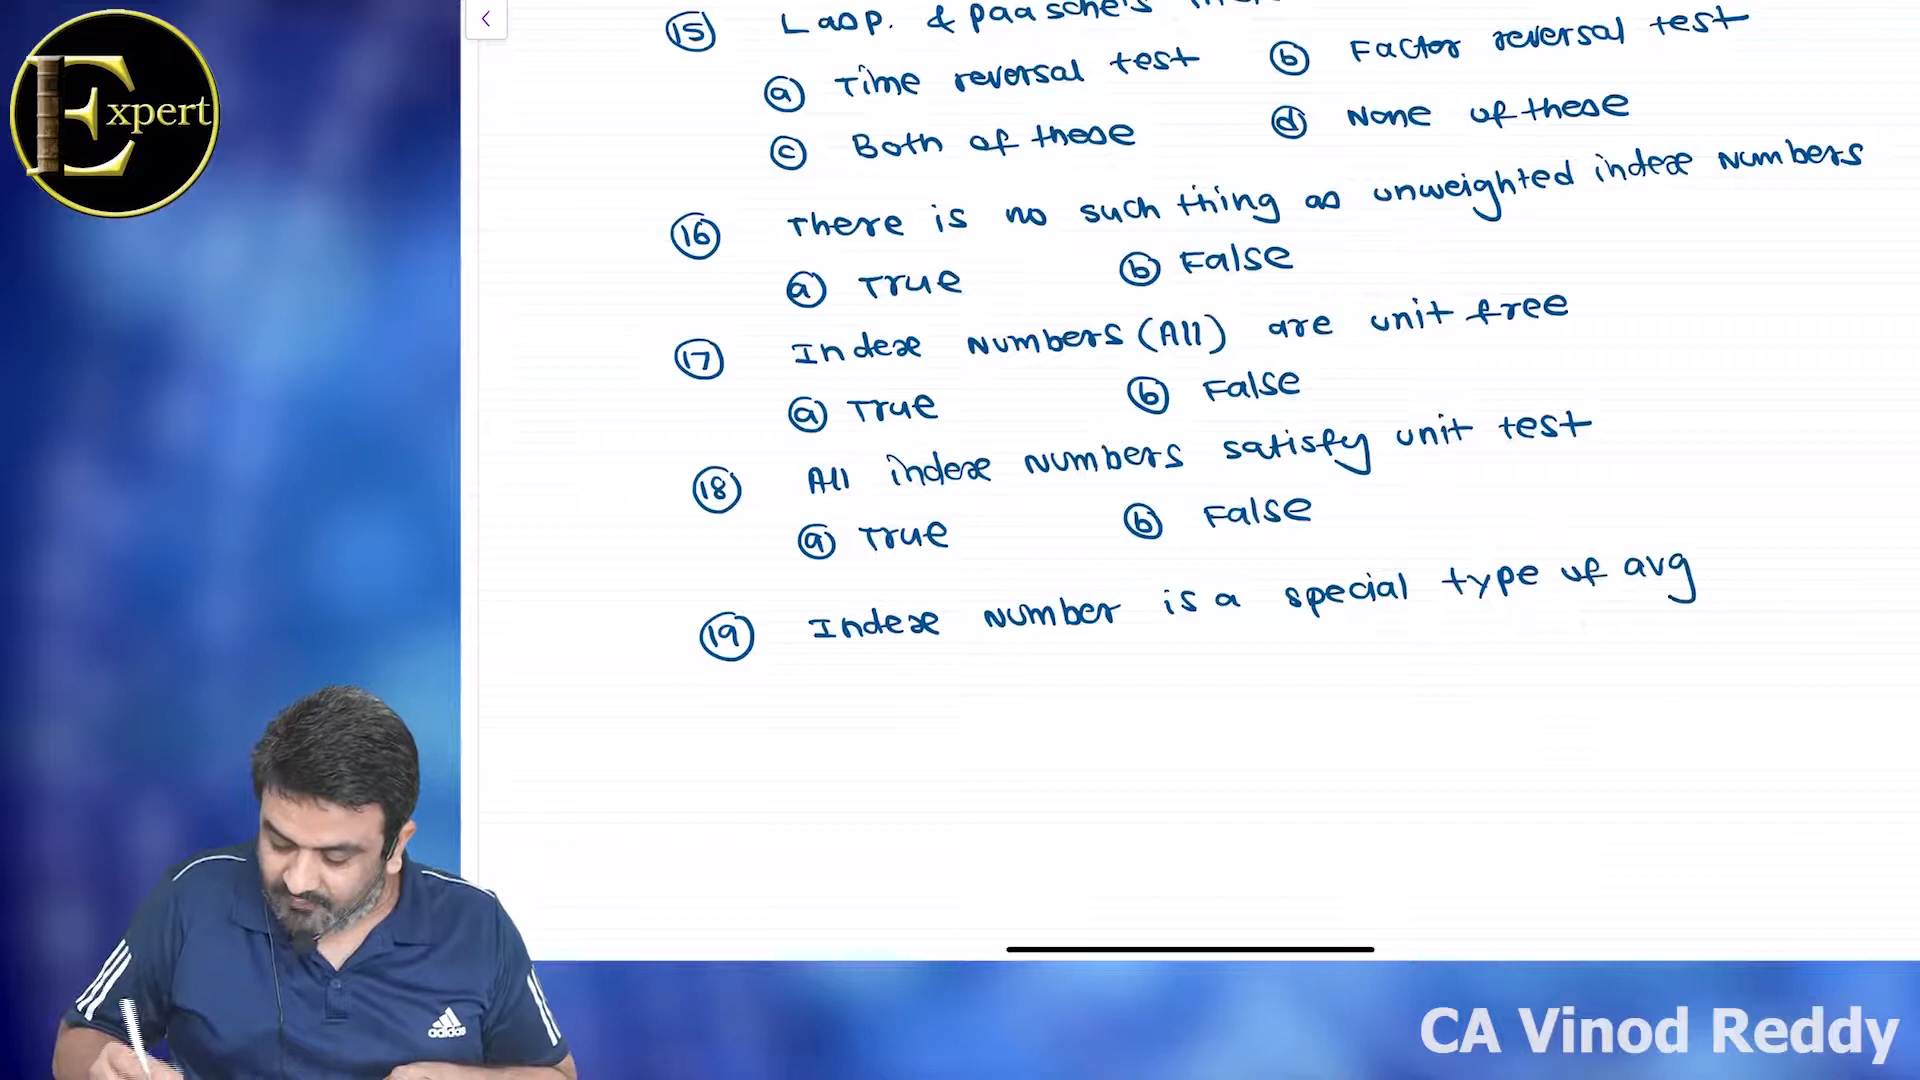 Expert
15 Lasp. & Paasche's
a Time reversal test b Factor reversal test
c Both of these d None of these
16 There is no such thing as unweighted index numbers
a True b False
17 Index Numbers (All) are unit free
a True b False
18 All index numbers satisfy unit test
a True b False
19 Index Number is a special type of avg
adidas
CA Vinod Reddy